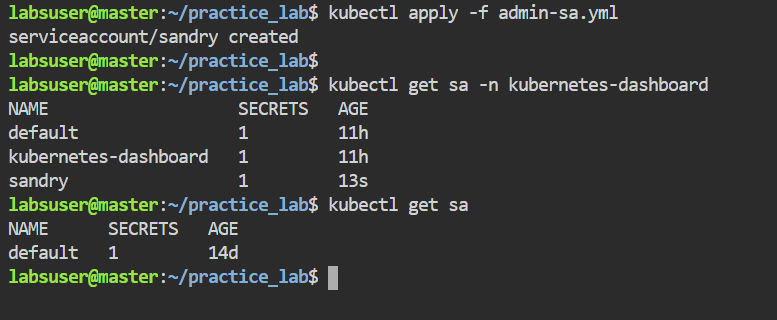 labsuser@master:~/practice_lab$ kubectl apply -f admin-sa.yml
serviceaccount/sandry created
labsuser@master:~/practice_lab$
labsuser@master:~/practice_lab$ kubectl get sa -n kubernetes-dashboard
NAME                   SECRETS   AGE
default                1         11h
kubernetes-dashboard   1         11h
sandry                 1         13s
labsuser@master:~/practice_lab$ kubectl get sa
NAME      SECRETS   AGE
default   1         14d
labsuser@master:~/practice_lab$